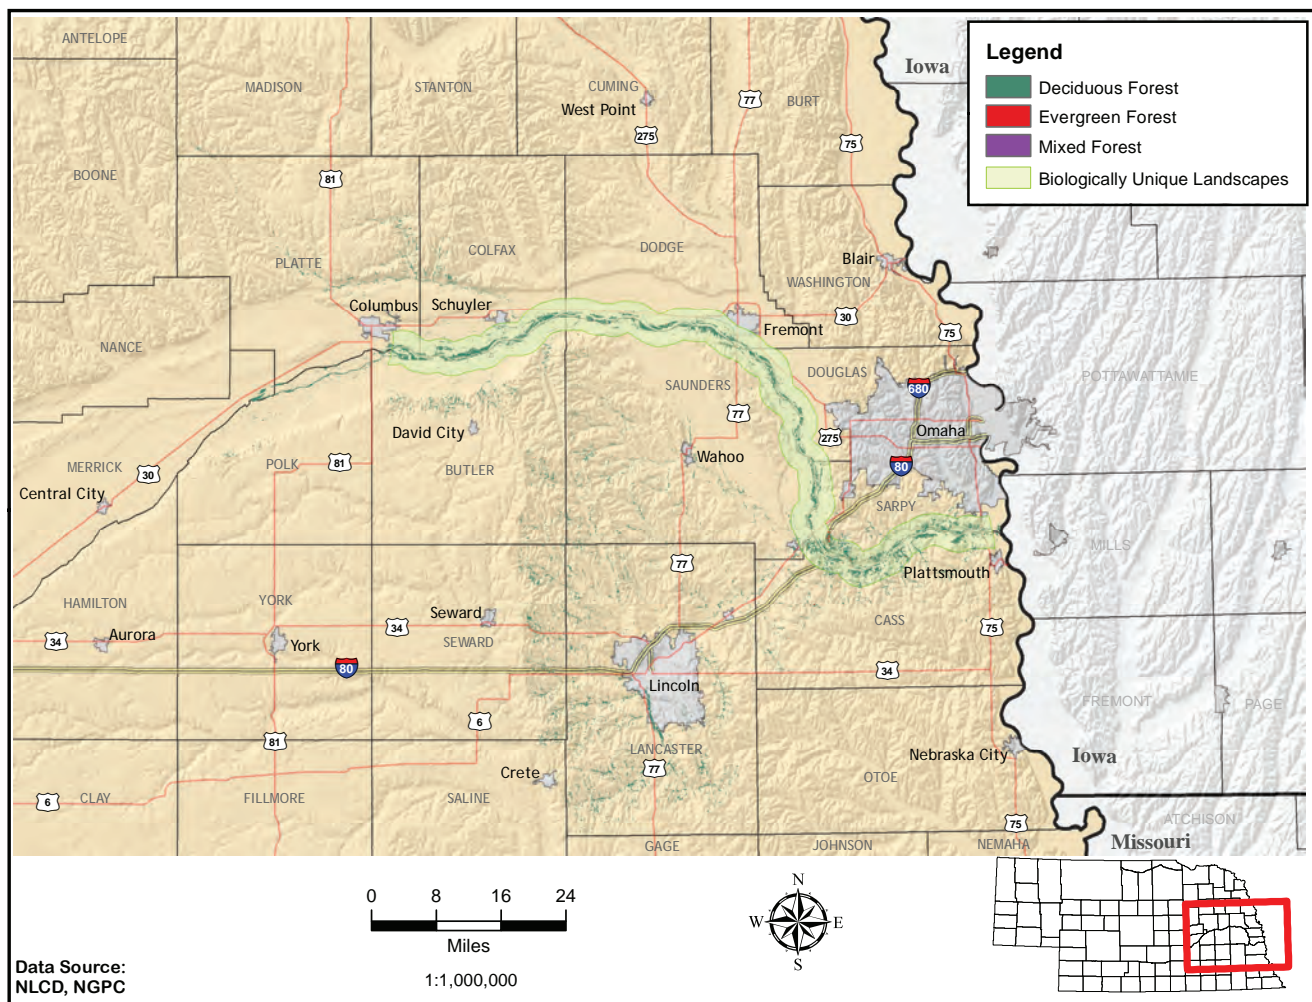 Legend
Deciduous Forest
Evergreen Forest
Mixed Forest
Biologically Unique Landscapes
Iowa
ANTELOPE
MADISON
STANTON
CUMING
West Point
77
BURT
275
75
BOONE
81
PLATTE
COLFAX
DODGE
Blair
WASHINGTON
Columbus
Schuyler
Fremont
30
75
NANCE
SAUNDERS
DOUGLAS
680
POTTAWATTAMIE
77
275
Omaha
David City
Wahoo
80
MERRICK
30
POLK
81
BUTLER
Central City
SARPY
MILLS
77
Plattsmouth
HAMILTON
YORK
Seward
34
Aurora
York
34
SEWARD
CASS
75
80
34
Lincoln
FREMONT
PAGE
6
81
LANCASTER
77
Nebraska City
Iowa
Crete
OTOE
6
CLAY
FILLMORE
SALINE
75
ATCHISON
GAGE
JOHNSON
NEMAHA
Missouri
0 8 16 24
Miles
1:1,000,000
N
W E
S
Data Source:
NLCD, NGPC